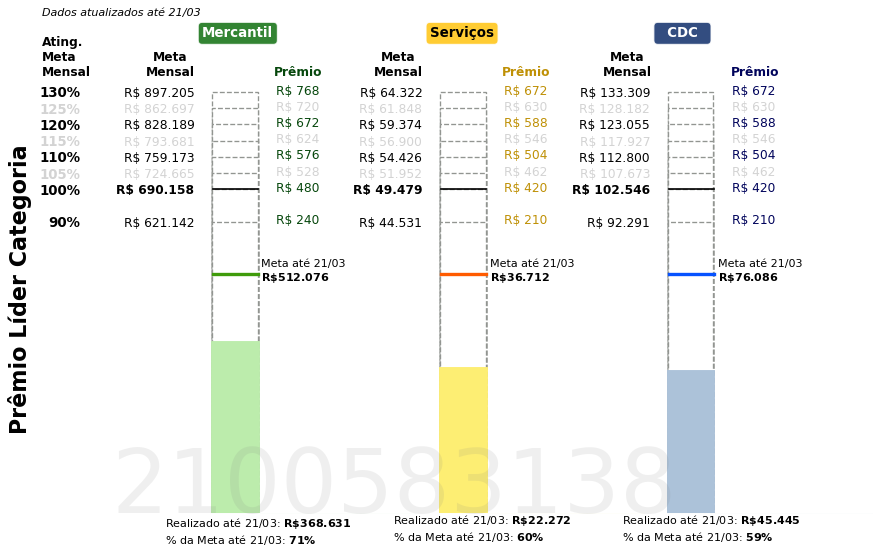 Dados atualizados até 21/03
Mercantil Serviços CDC
Ating. Meta Mensal
Meta Mensal Prêmio Meta Mensal Prêmio Meta Mensal Prêmio
130% R$ 897.205 R$ 768 R$ 64.322 R$ 672 R$ 133.309 R$ 672
125% R$ 862.697 R$ 720 R$ 61.848 R$ 630 R$ 128.182 R$ 630
120% R$ 828.189 R$ 672 R$ 59.374 R$ 588 R$ 123.055 R$ 588
115% R$ 793.681 R$ 624 R$ 56.900 R$ 546 R$ 117.927 R$ 546
110% R$ 759.173 R$ 576 R$ 54.426 R$ 504 R$ 112.800 R$ 504
105% R$ 724.665 R$ 528 R$ 51.952 R$ 462 R$ 107.673 R$ 462
100% R$ 690.158 R$ 480 R$ 49.479 R$ 420 R$ 102.546 R$ 420
90% R$ 621.142 R$ 240 R$ 44.531 R$ 210 R$ 92.291 R$ 210
Meta até 21/03 Meta até 21/03 Meta até 21/03
R$512.076 R$36.712 R$76.086
Prêmio Líder Categoria
2100583138
Realizado até 21/03: R$368.631 Realizado até 21/03: R$22.272 Realizado até 21/03: R$45.445
% da Meta até 21/03: 71% % da Meta até 21/03: 60% % da Meta até 21/03: 59%